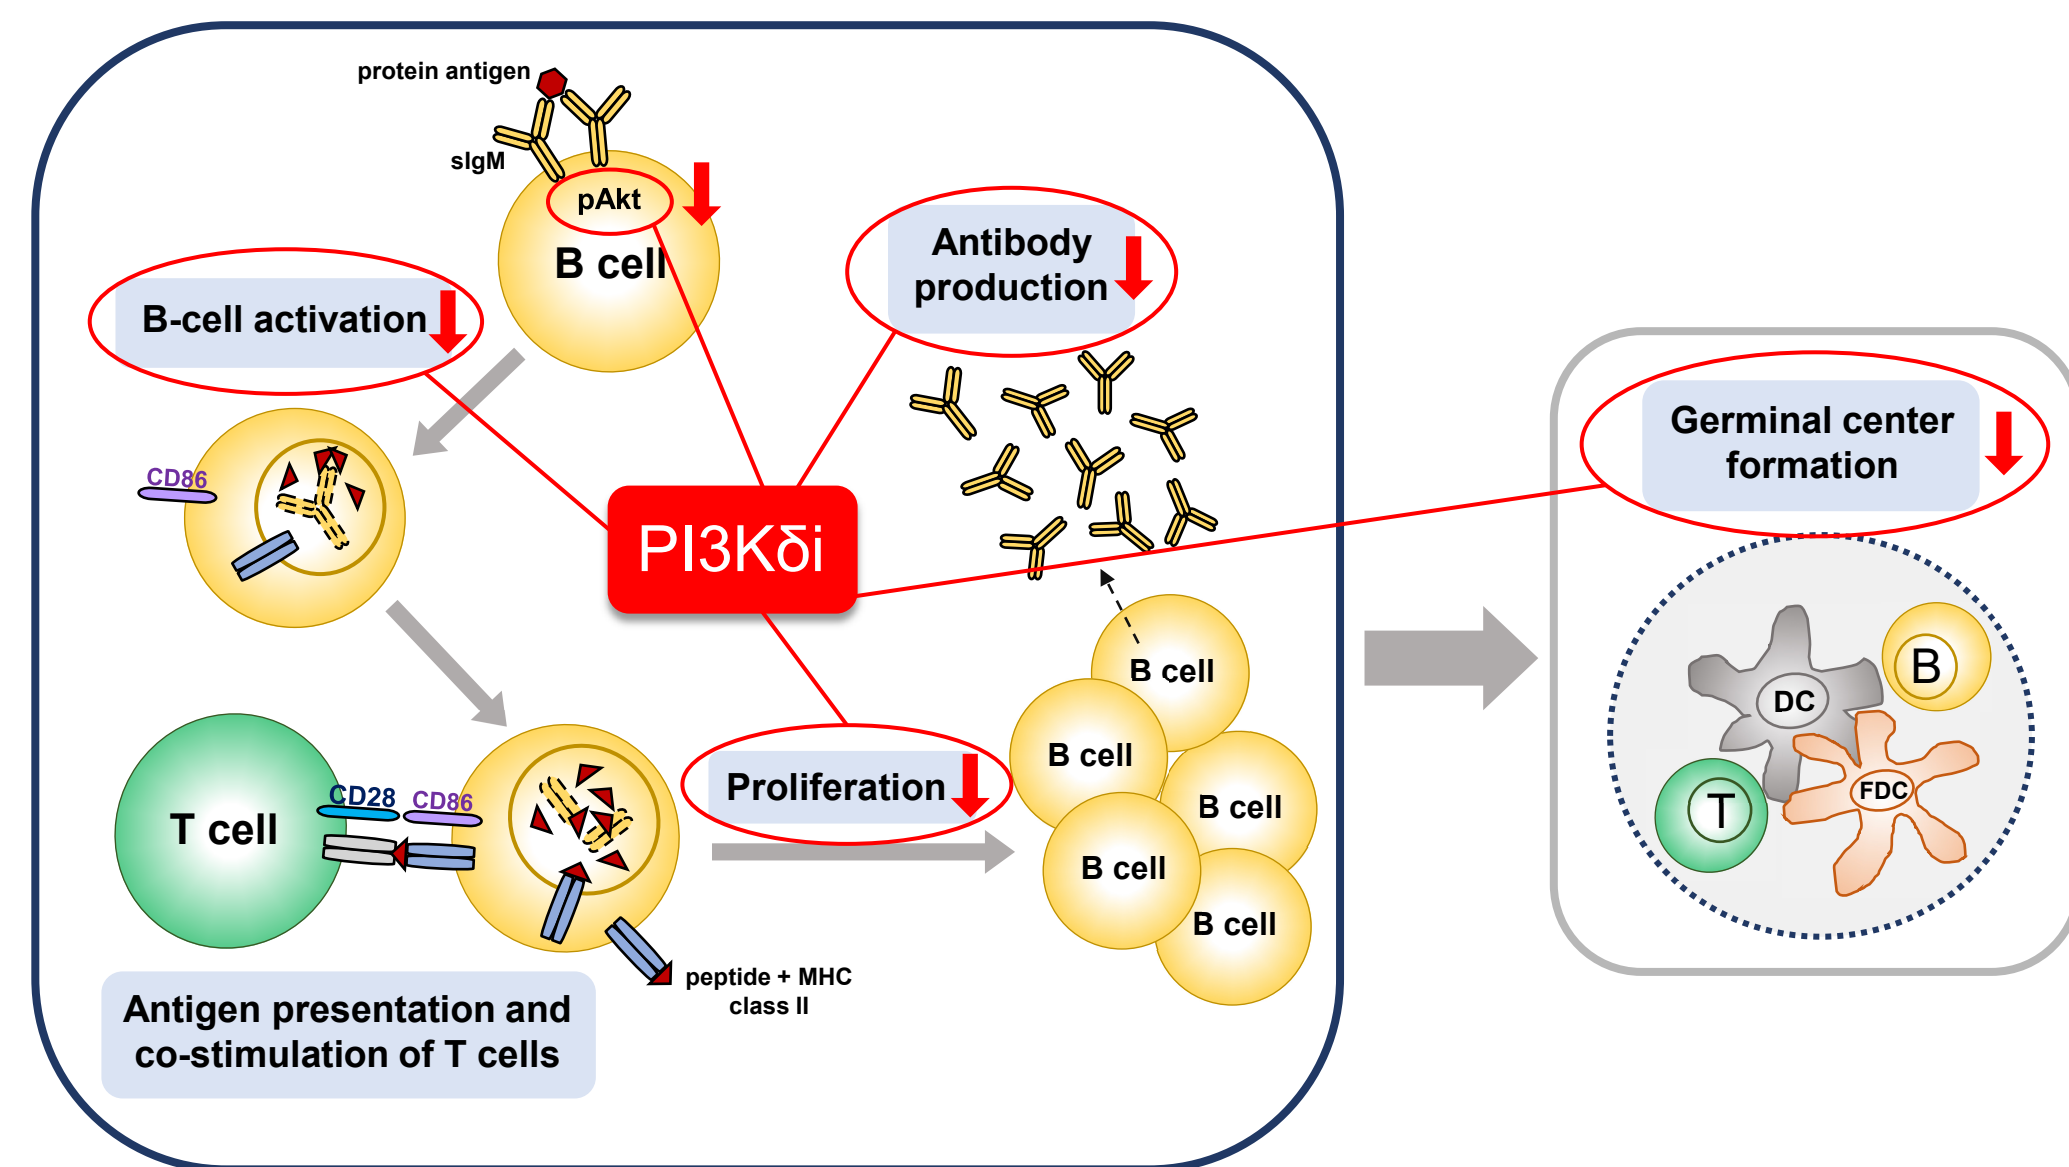 protein antigen
sIgM
pAkt
B cell
B-cell activation
Antibody
production
CD86
PI3Kδi
Germinal center
formation
T cell
CD28
CD86
Proliferation
B cell
B cell
B cell
B cell
B cell
peptide + MHC
class II
Antigen presentation and
co-stimulation of T cells
DC
B
T
FDC